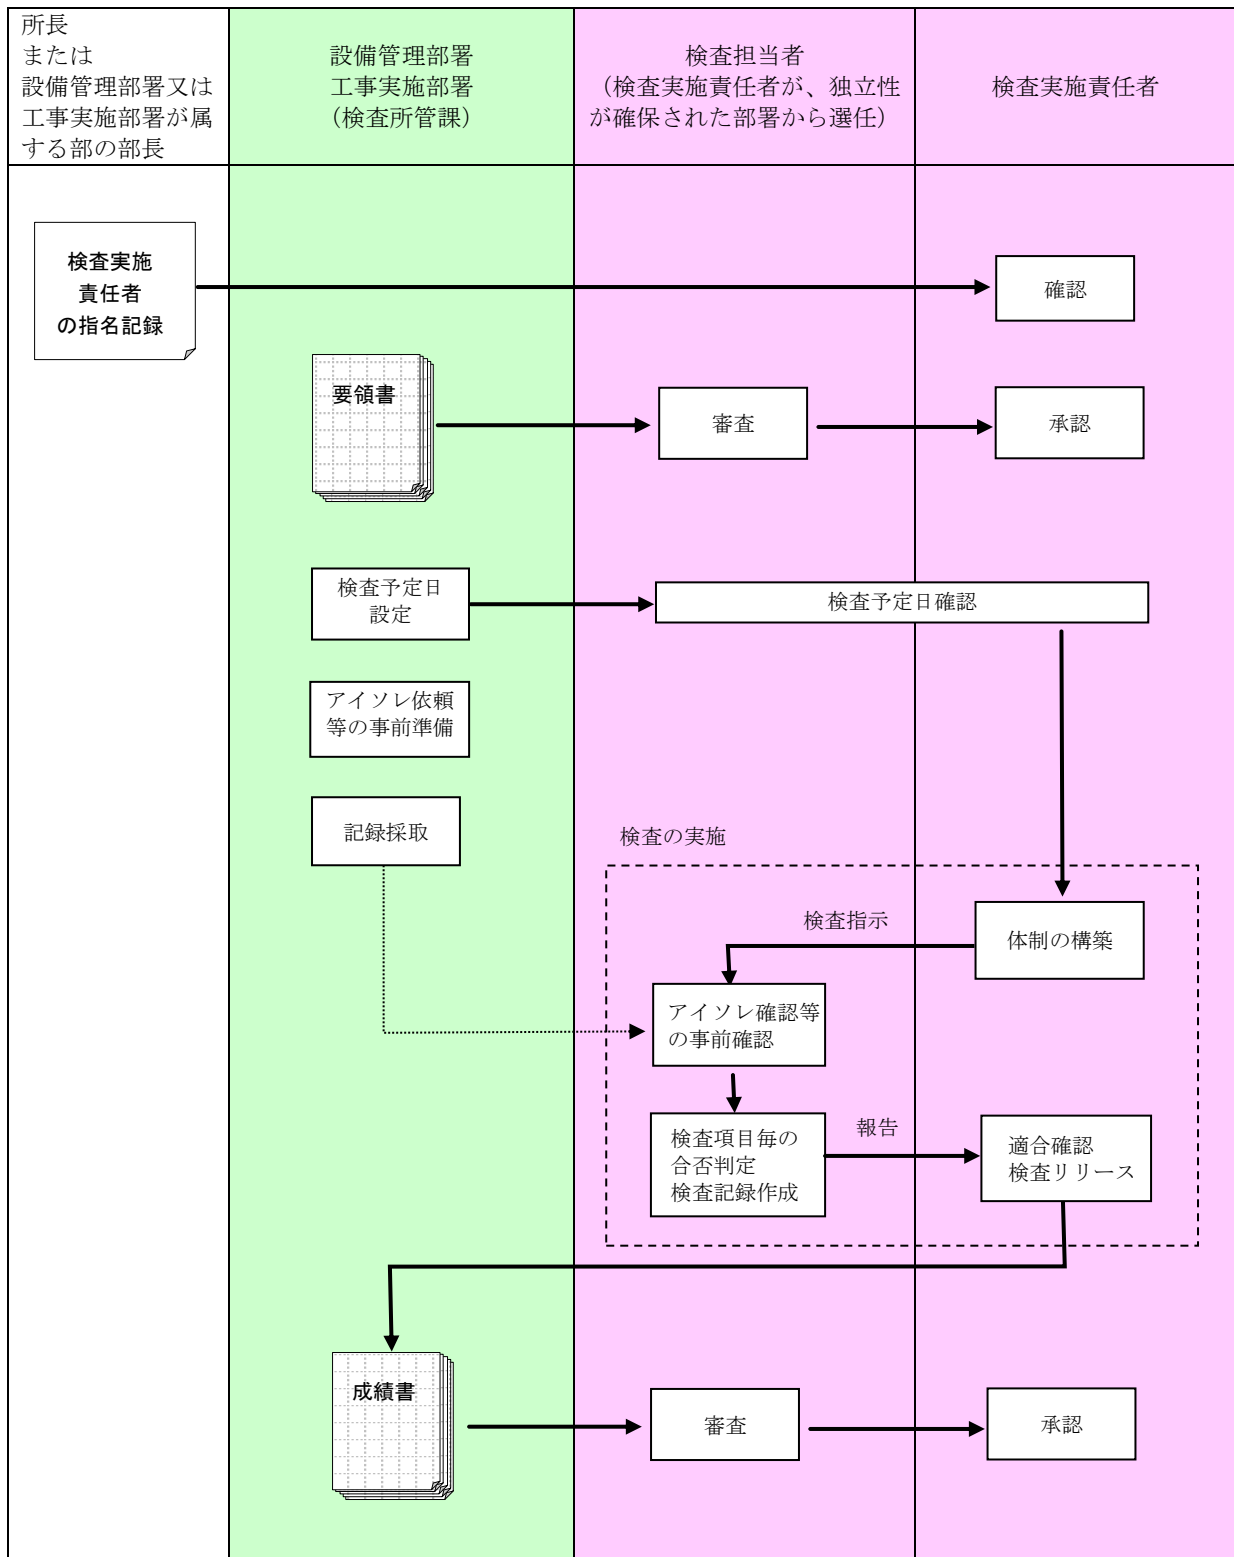 所長
または
設備管理部署又は
工事実施部署が属
する部の部長
設備管理部署
工事実施部署
（検査所管課）
検査担当者
（検査実施責任者が、独立性
が確保された部署から選任）
検査実施責任者
検査実施
責任者
の指名記録
確認
要領書
審査
承認
検査予定日
設定
検査予定日確認
アイソレ依頼
等の事前準備
記録採取
検査の実施
検査指示
体制の構築
アイソレ確認等
の事前確認
検査項目毎の
合否判定
検査記録作成
報告
適合確認
検査リリース
成績書
審査
承認